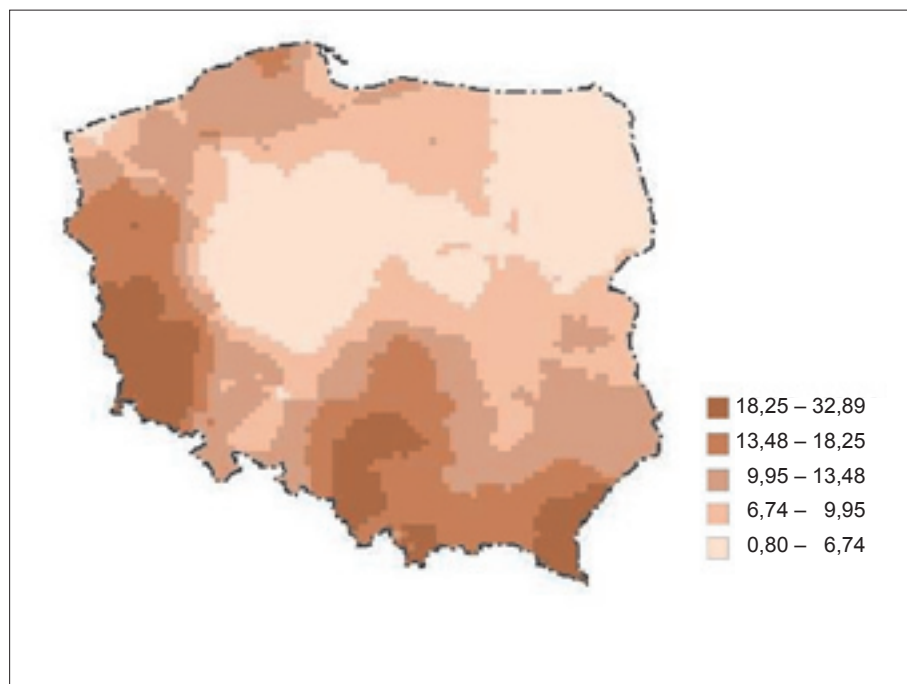 18,25 – 32,89
13,48 – 18,25
9,95 – 13,48
6,74 – 9,95
0,80 – 6,74